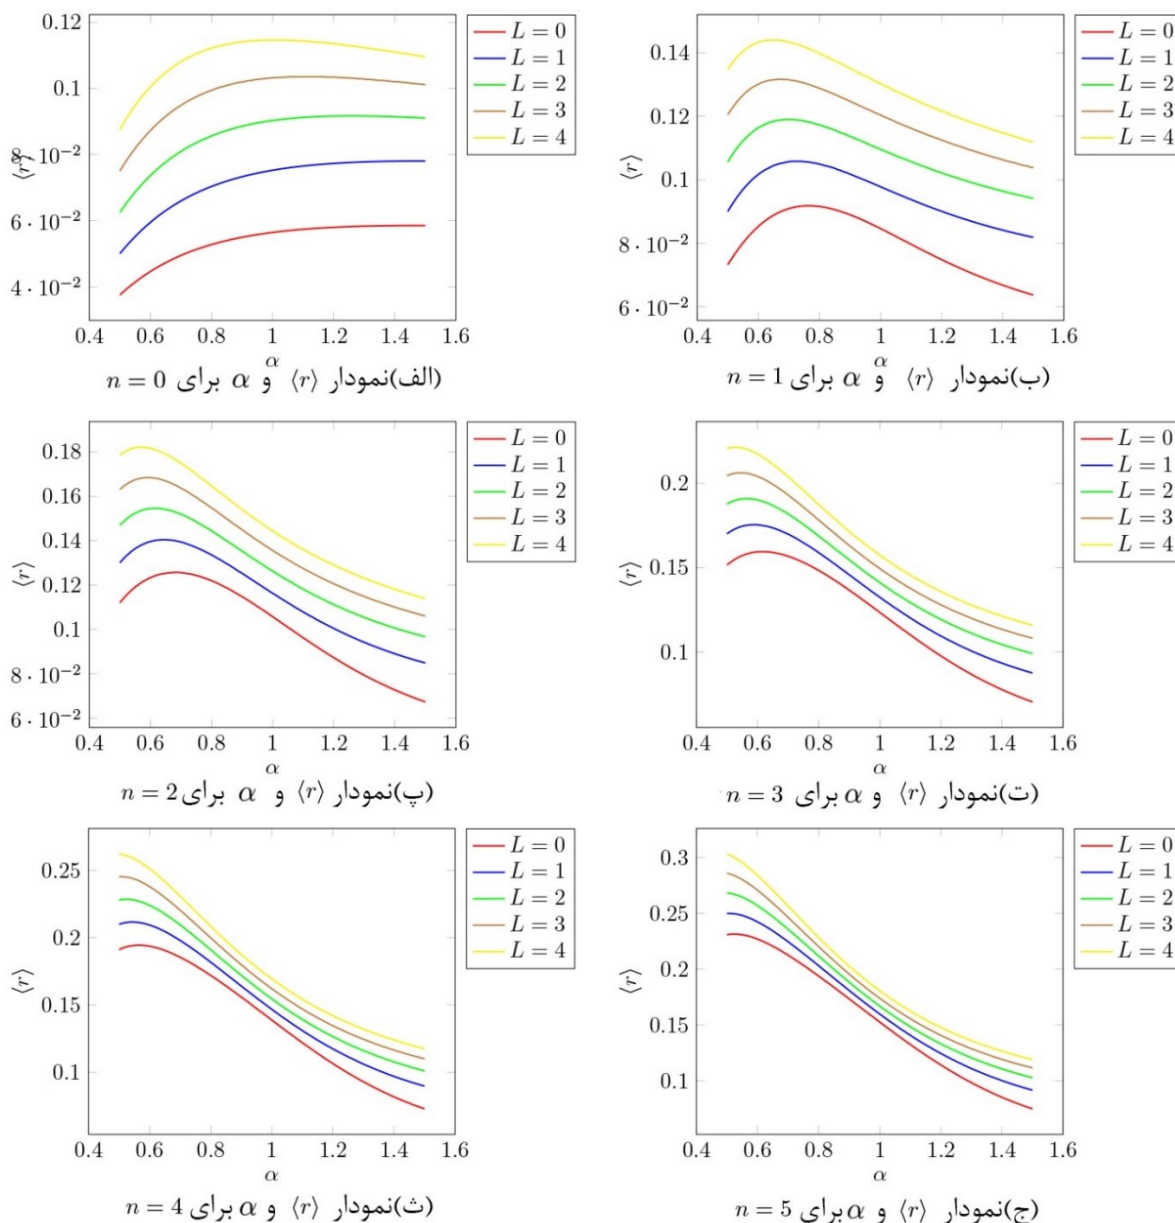 0.12
0.1
8 · 10⁻²
6 · 10⁻²
4 · 10⁻²
⟨r⟩
0.4 0.6 0.8 1 1.2 1.4 1.6
α
L = 0
L = 1
L = 2
L = 3
L = 4
(الف)نمودار ⟨r⟩ و α برای n = 0
0.14
0.12
0.1
8 · 10⁻²
6 · 10⁻²
⟨r⟩
0.4 0.6 0.8 1 1.2 1.4 1.6
α
L = 0
L = 1
L = 2
L = 3
L = 4
(ب)نمودار ⟨r⟩ و α برای n = 1
0.18
0.16
0.14
0.12
0.1
8 · 10⁻²
6 · 10⁻²
⟨r⟩
0.4 0.6 0.8 1 1.2 1.4 1.6
α
L = 0
L = 1
L = 2
L = 3
L = 4
(پ)نمودار ⟨r⟩ و α برای n = 2
0.2
0.15
0.1
⟨r⟩
0.4 0.6 0.8 1 1.2 1.4 1.6
α
L = 0
L = 1
L = 2
L = 3
L = 4
(ت)نمودار ⟨r⟩ و α برای n = 3
0.25
0.2
0.15
0.1
⟨r⟩
0.4 0.6 0.8 1 1.2 1.4 1.6
α
L = 0
L = 1
L = 2
L = 3
L = 4
(ث)نمودار ⟨r⟩ و α برای n = 4
0.3
0.25
0.2
0.15
0.1
⟨r⟩
0.4 0.6 0.8 1 1.2 1.4 1.6
α
L = 0
L = 1
L = 2
L = 3
L = 4
(ج)نمودار ⟨r⟩ و α برای n = 5